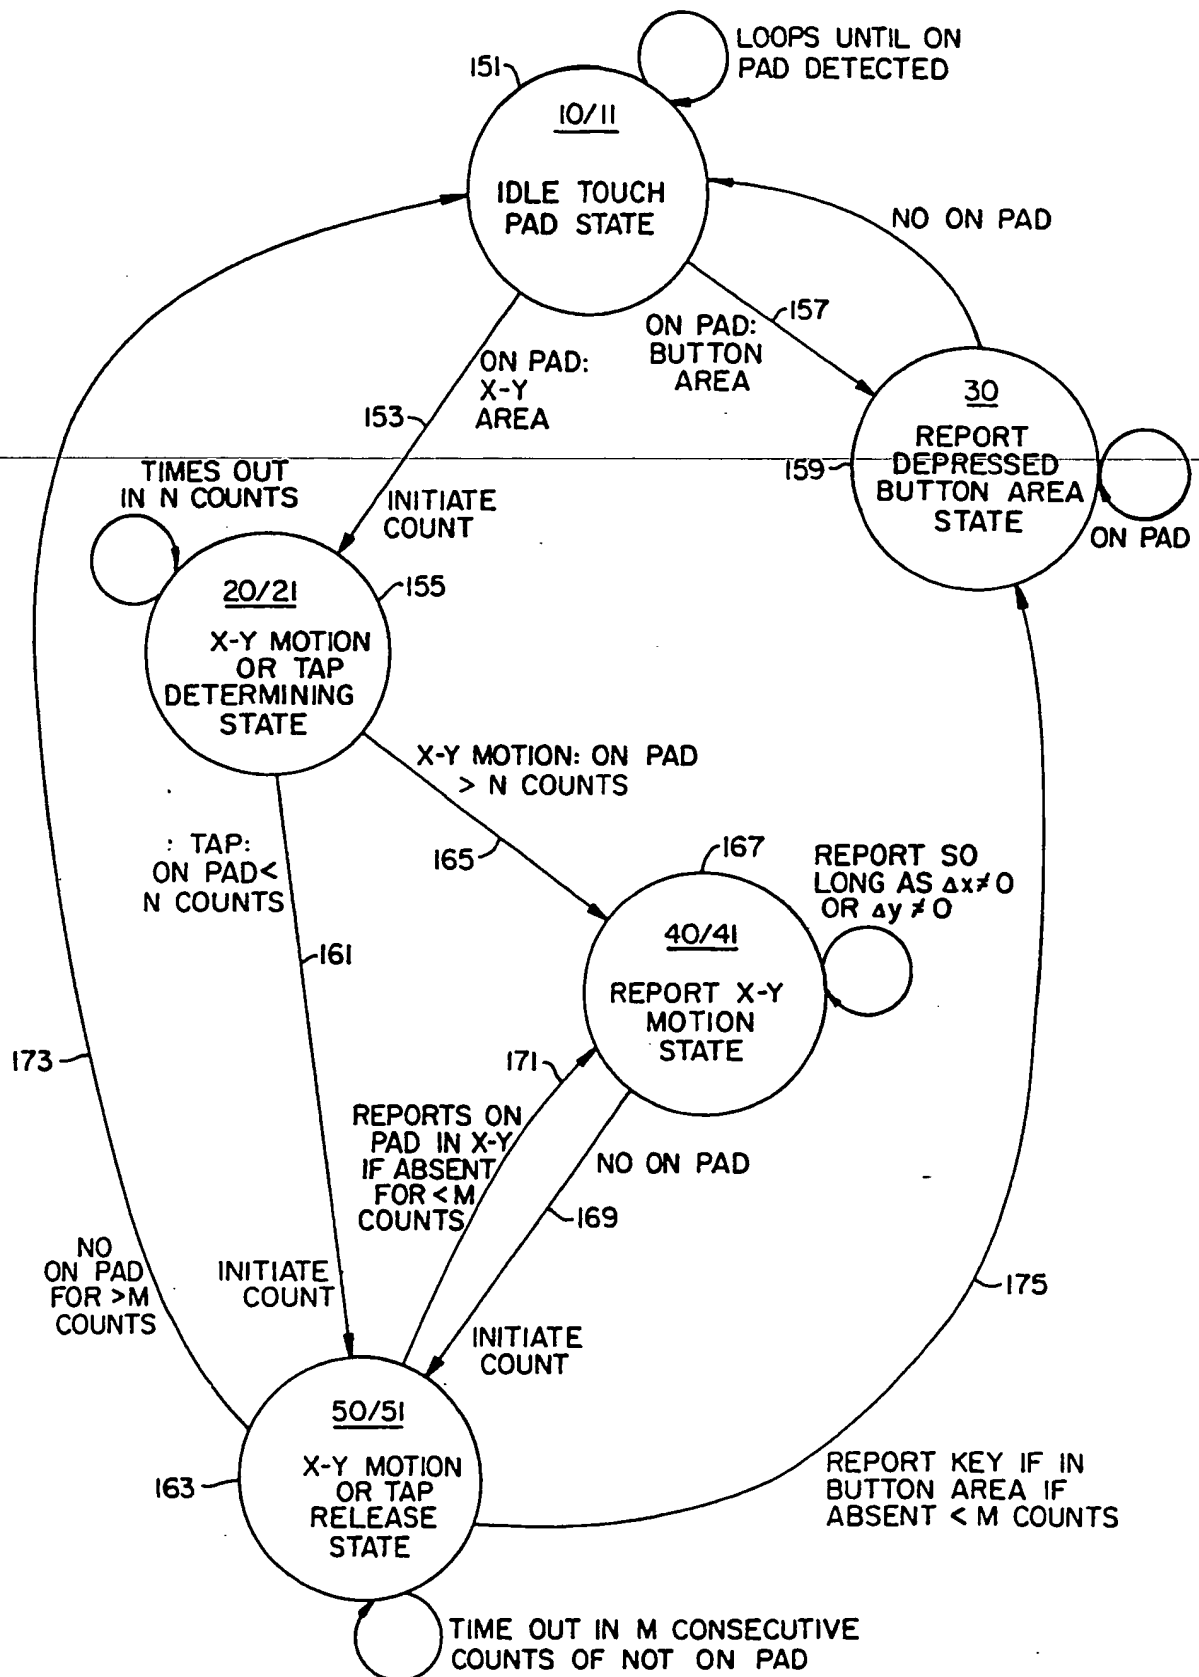 LOOPS UNTIL ON
PAD DETECTED
151
10/11
IDLE TOUCH
PAD STATE
NO ON PAD
157
ON PAD:
BUTTON
AREA
ON PAD:
X-Y
AREA
153
INITIATE
COUNT
30
REPORT
DEPRESSED
BUTTON AREA
STATE
159
ON PAD
TIMES OUT
IN N COUNTS
155
20/21
X-Y MOTION
OR TAP
DETERMINING
STATE
X-Y MOTION: ON PAD
> N COUNTS
165
: TAP:
ON PAD<
N COUNTS
161
167
REPORT SO
LONG AS Δx≠0
OR Δy≠0
40/41
REPORT X-Y
MOTION
STATE
173
171
REPORTS ON
PAD IN X-Y
IF ABSENT
FOR <M
COUNTS
NO ON PAD
169
NO
ON PAD
FOR >M
COUNTS
INITIATE
COUNT
INITIATE
COUNT
175
50/51
X-Y MOTION
OR TAP
RELEASE
STATE
163
REPORT KEY IF IN
BUTTON AREA IF
ABSENT < M COUNTS
TIME OUT IN M CONSECUTIVE
COUNTS OF NOT ON PAD